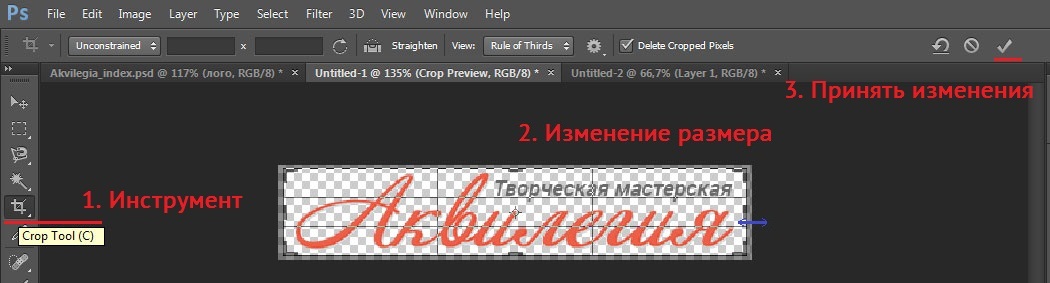 Ps File Edit Image Layer Type Select Filter 3D View Window Help
Unconstrained x Straighten View: Rule of Thirds Delete Cropped Pixels
Akvilegia_index.psd @ 117% (лого, RGB/8) * × Untitled-1 @ 135% (Crop Preview, RGB/8) * × Untitled-2 @ 66,7% (Layer 1, RGB/8) * ×
3. Принять изменения
2. Изменение размера
Творческая мастерская
1. Инструмент
Аквилегия
Crop Tool (C)